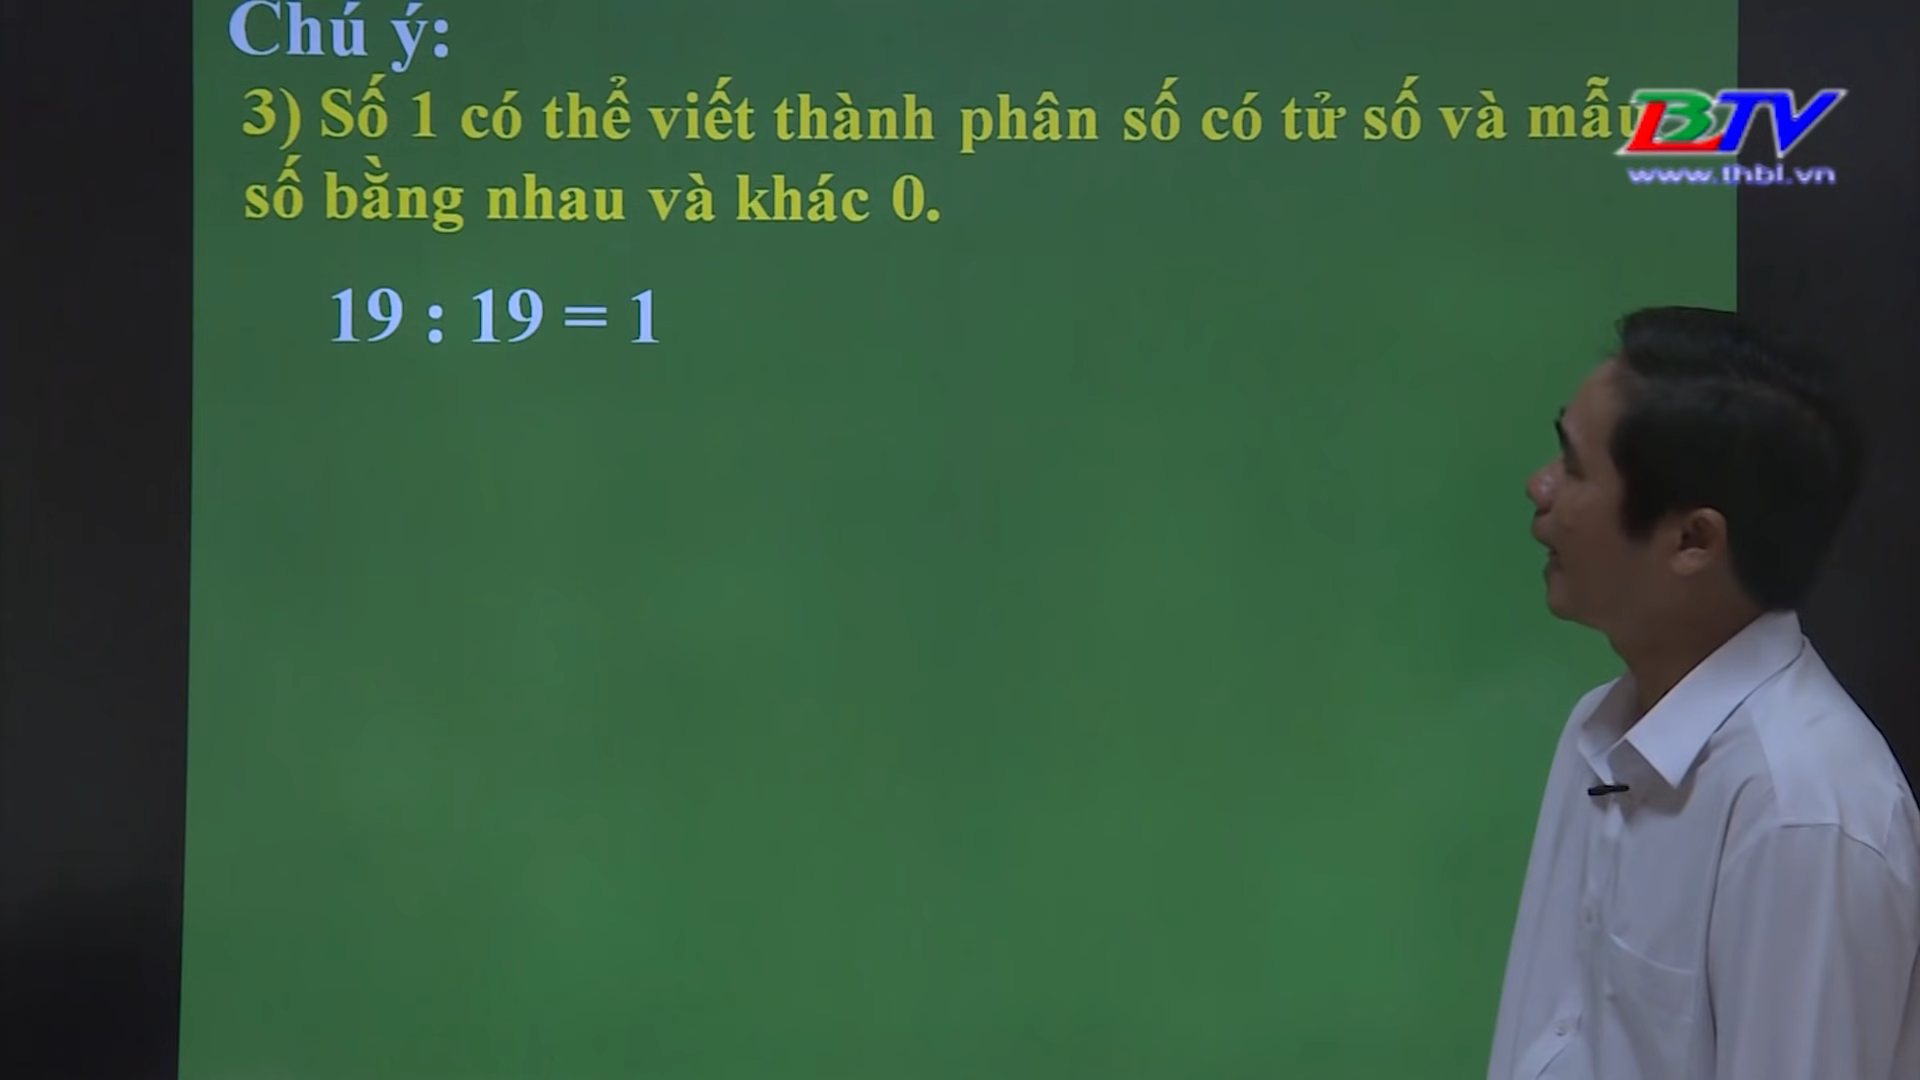 Chú ý:
3) Số 1 có thể viết thành phân số có tử số và mẫu
số bằng nhau và khác 0.
19 : 19 = 1
BTV
www.thbl.vn